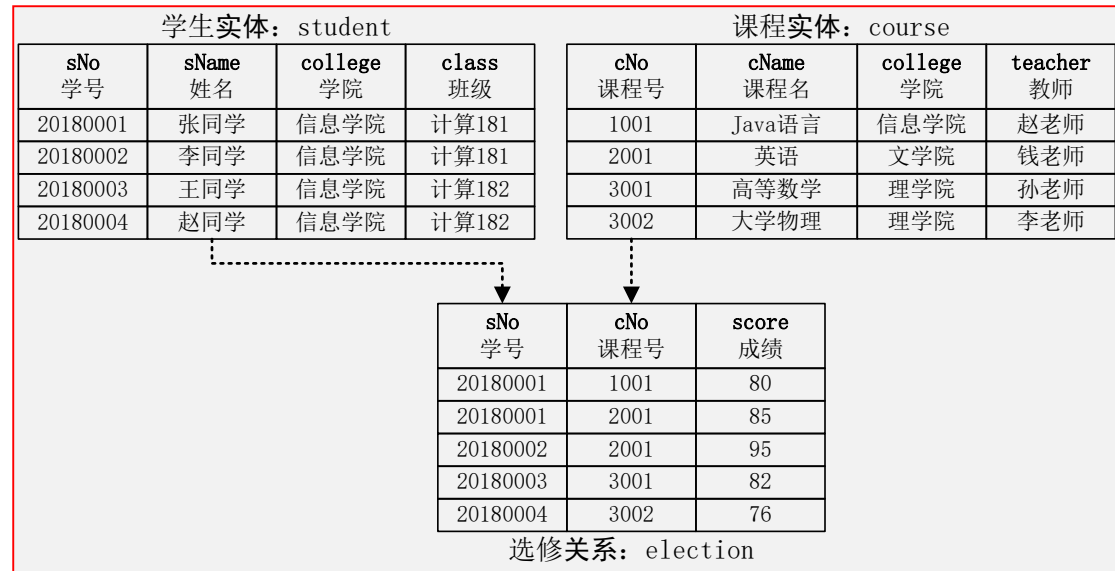 学生实体: student
sNo sName college class
学号 姓名 学院 班级
20180001 张同学 信息学院 计算181
20180002 李同学 信息学院 计算181
20180003 王同学 信息学院 计算182
20180004 赵同学 信息学院 计算182
课程实体: course
cNo cName college teacher
课程号 课程名 学院 教师
1001 Java语言 信息学院 赵老师
2001 英语 文学院 钱老师
3001 高等数学 理学院 孙老师
3002 大学物理 理学院 李老师
sNo cNo score
学号 课程号 成绩
20180001 1001 80
20180001 2001 85
20180002 2001 95
20180003 3001 82
20180004 3002 76
选修关系: election